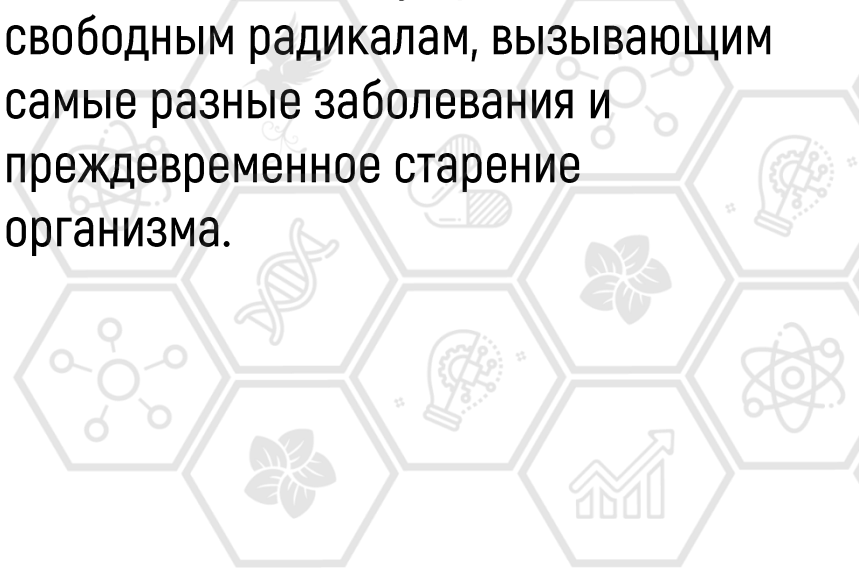 свободным радикалам, вызывающим
самые разные заболевания и
преждевременное старение
организма.